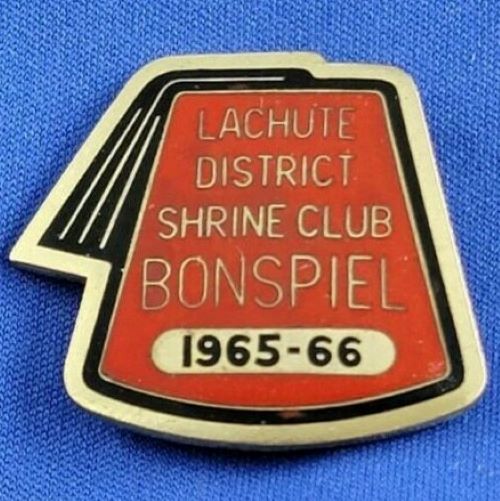 LACHUTE
DISTRICT
SHRINE CLUB
BONSPIEL
1965-66